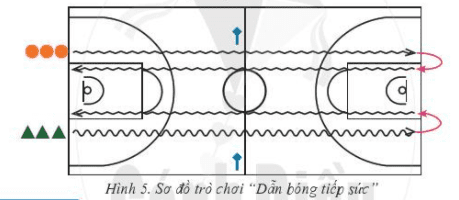 Hình 5. Sơ đồ trò chơi “Dẫn bóng tiếp sức”